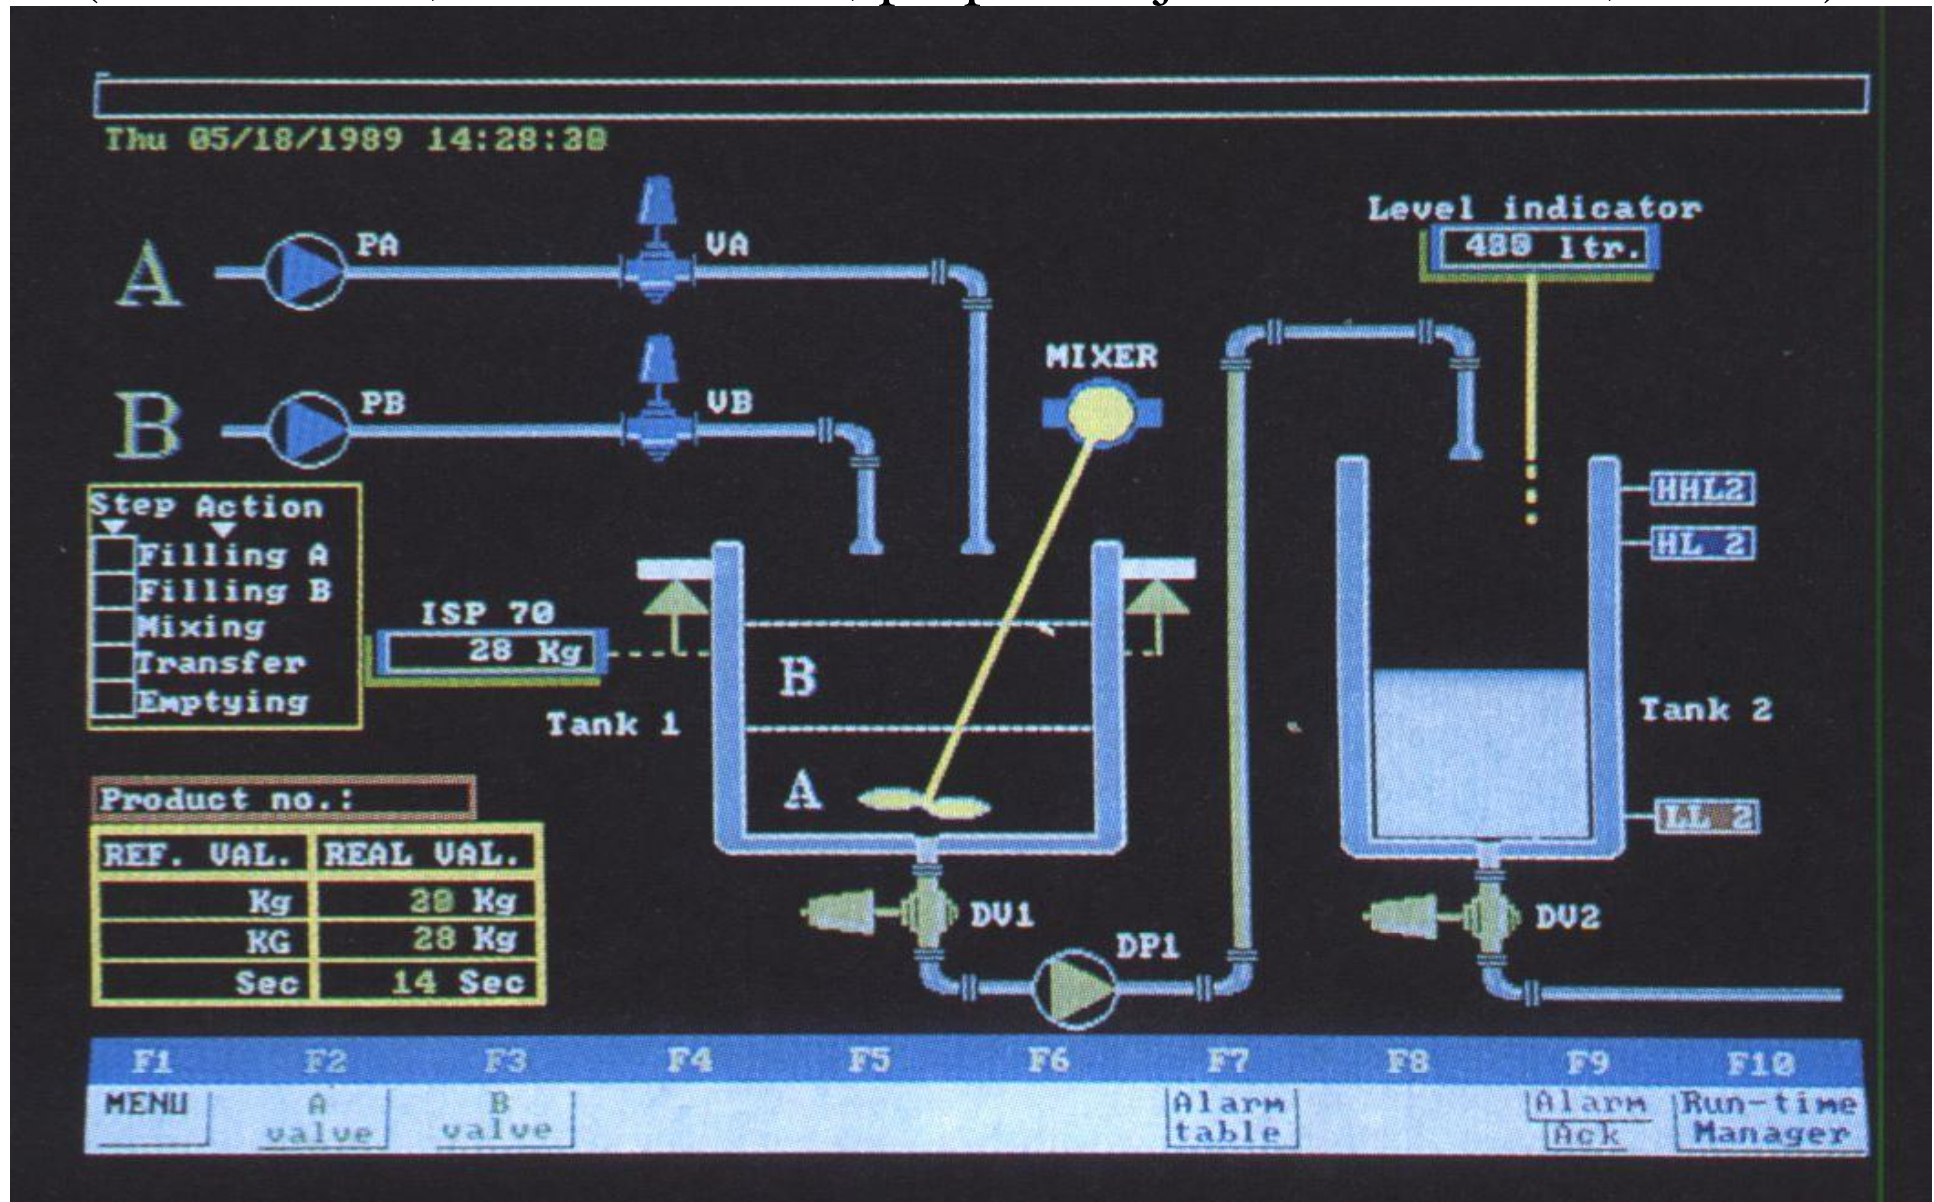 Thu 05/18/1989 14:28:30
Level indicator
ltr.
A
PA
VA
MIXER
B
PB
VB
Step Action
Filling A
Filling B
Mixing
Transfer
Emptying
ISP 70
28 Kg
Tank 1
B
A
HHL2
HL 2
Tank 2
LL 2
Product no.:
REF. VAL. REAL VAL.
Kg Kg
KG 28 Kg
Sec 14 Sec
DV1
DP1
DV2
F1 F2 F3 F4 F5 F6 F7 F8 F9 F10
MENU A valve B valve Alarm table Alarm Ack Run-time Manager